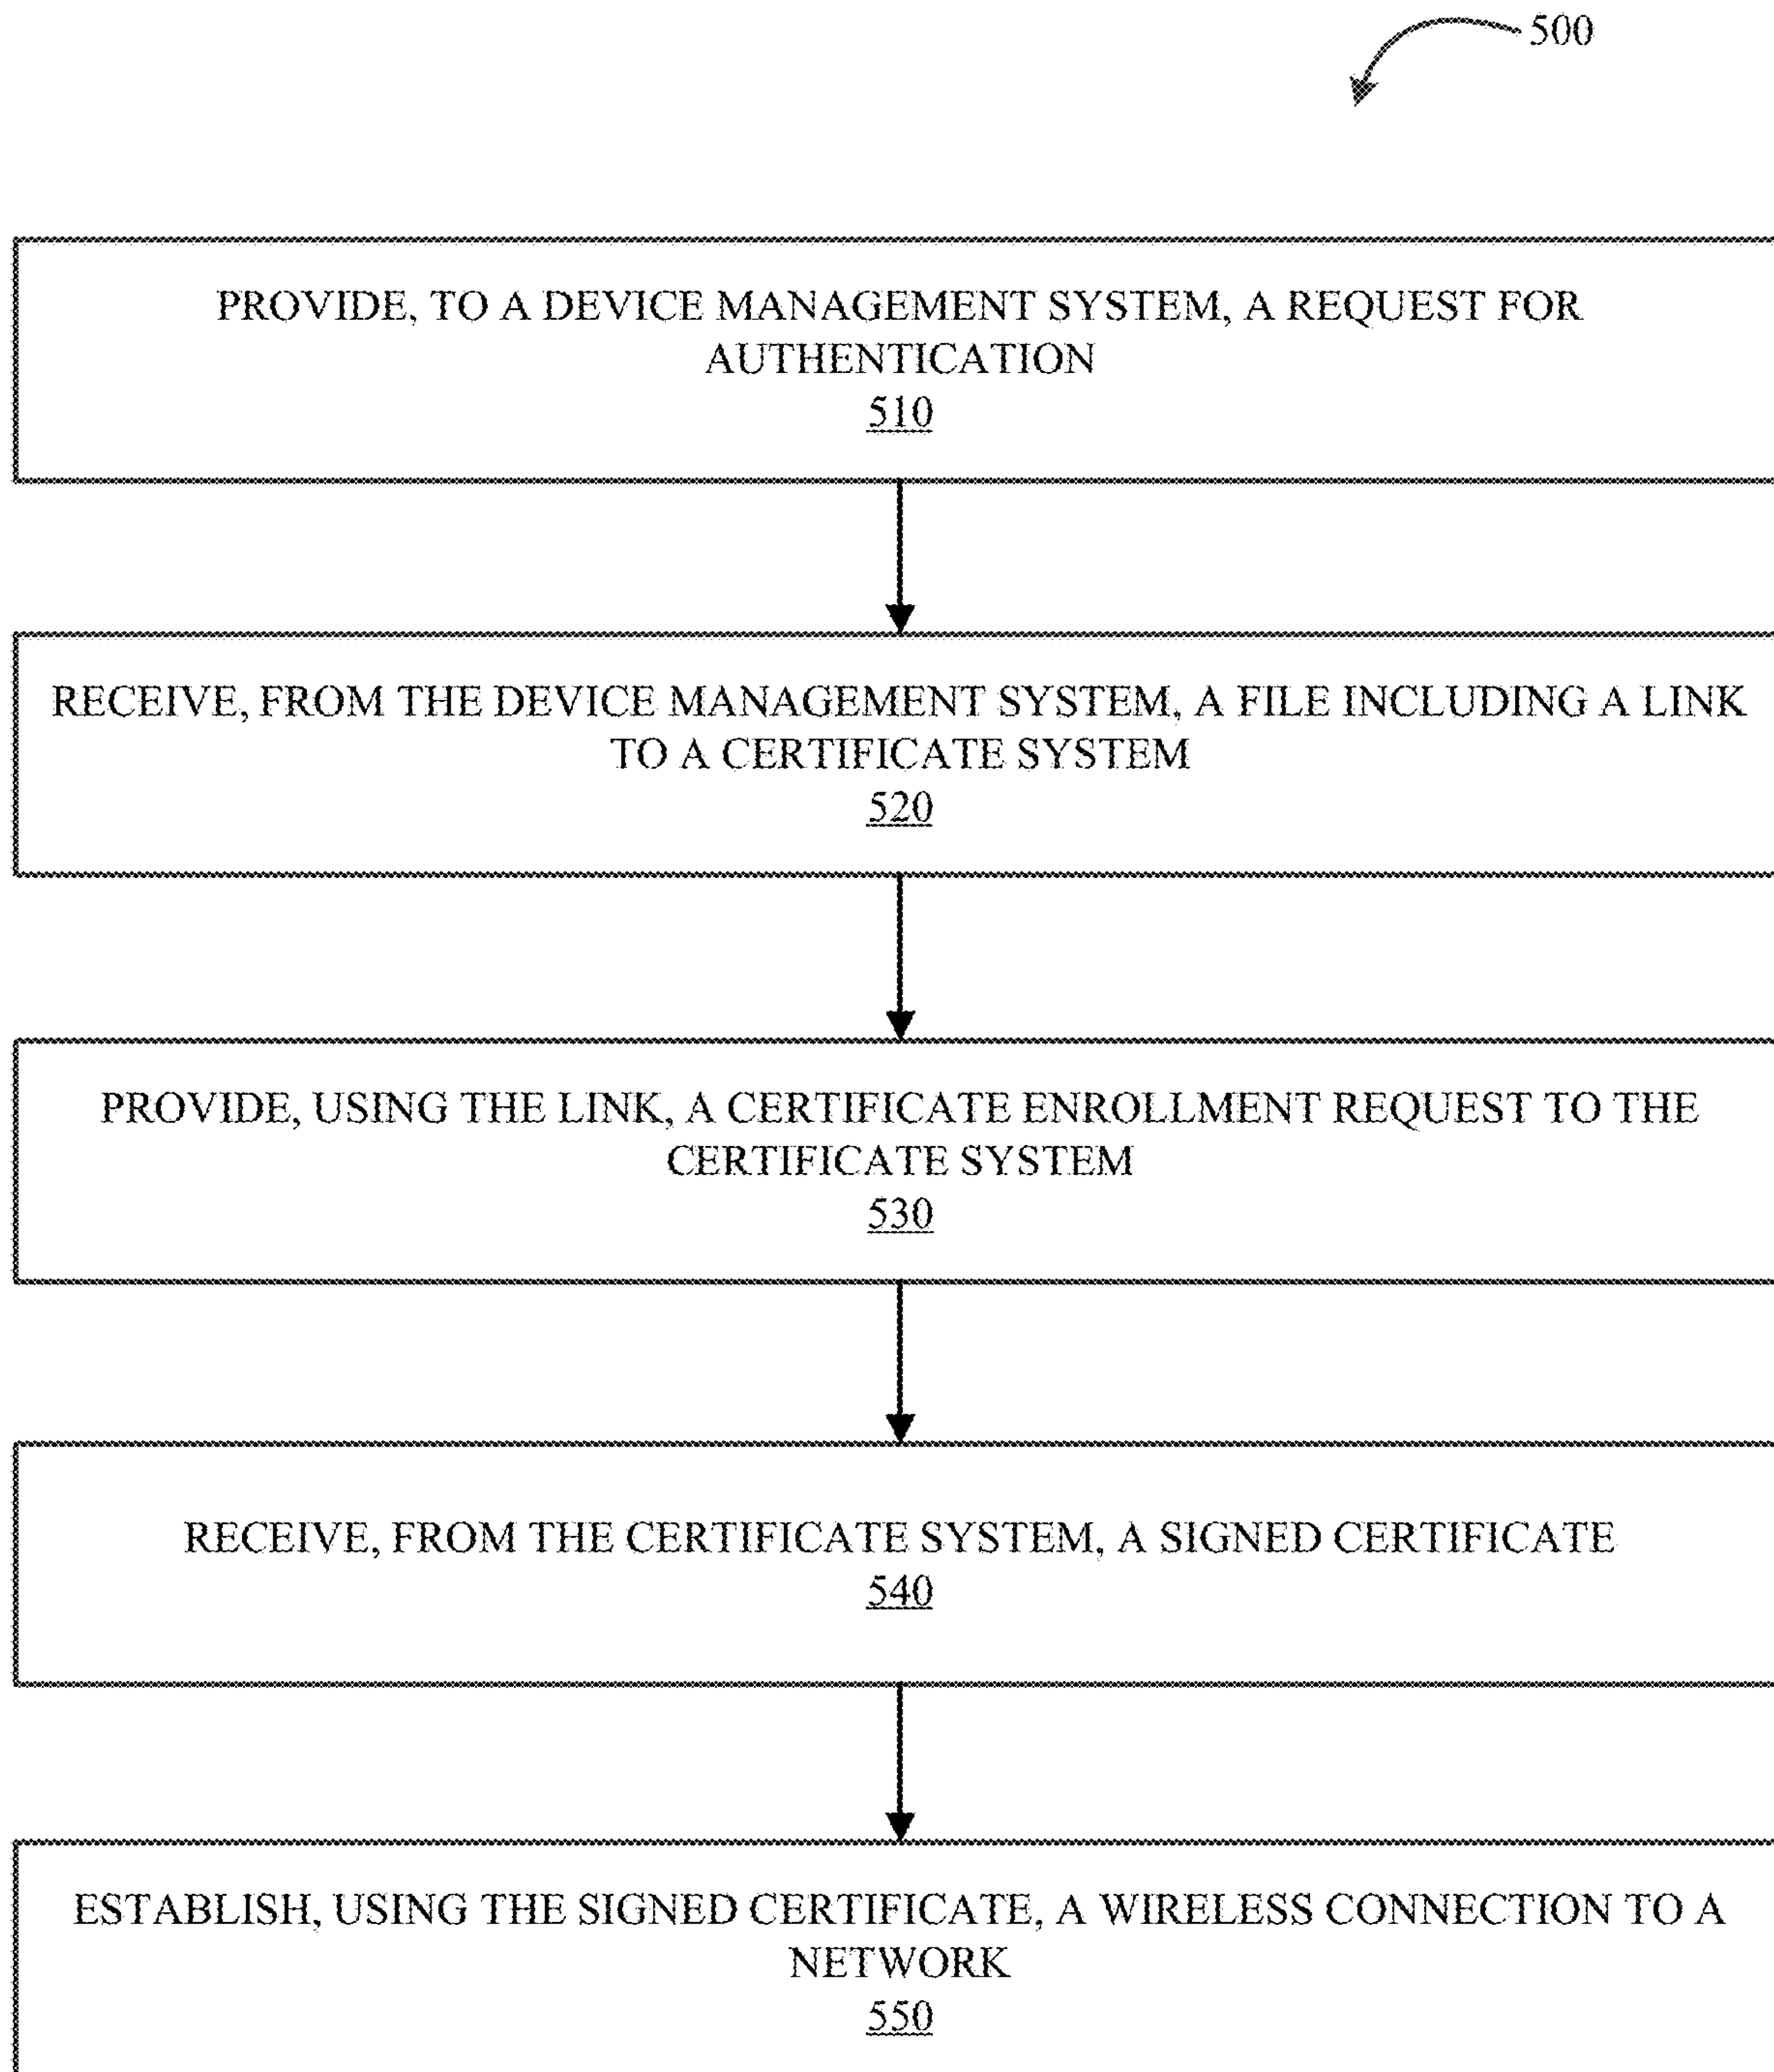 500
PROVIDE, TO A DEVICE MANAGEMENT SYSTEM, A REQUEST FOR
AUTHENTICATION
510
RECEIVE, FROM THE DEVICE MANAGEMENT SYSTEM, A FILE INCLUDING A LINK
TO A CERTIFICATE SYSTEM
520
PROVIDE, USING THE LINK, A CERTIFICATE ENROLLMENT REQUEST TO THE
CERTIFICATE SYSTEM
530
RECEIVE, FROM THE CERTIFICATE SYSTEM, A SIGNED CERTIFICATE
540
ESTABLISH, USING THE SIGNED CERTIFICATE, A WIRELESS CONNECTION TO A
NETWORK
550